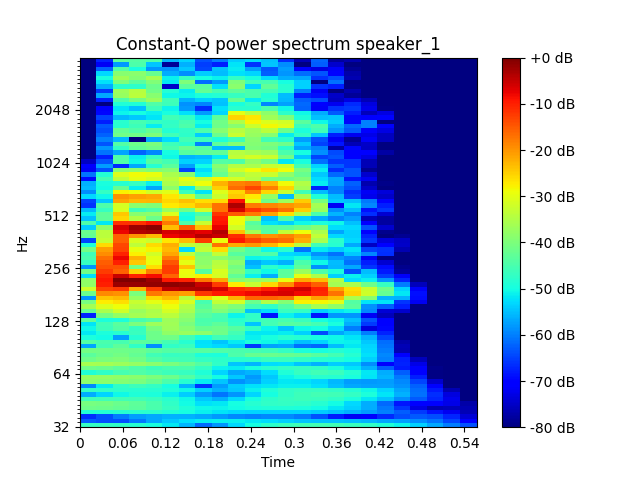 Constant-Q power spectrum speaker_1
+0 dB
-10 dB
-20 dB
-30 dB
-40 dB
-50 dB
-60 dB
-70 dB
-80 dB
Hz
2048
1024
512
256
128
64
32
0 0.06 0.12 0.18 0.24 0.3 0.36 0.42 0.48 0.54
Time